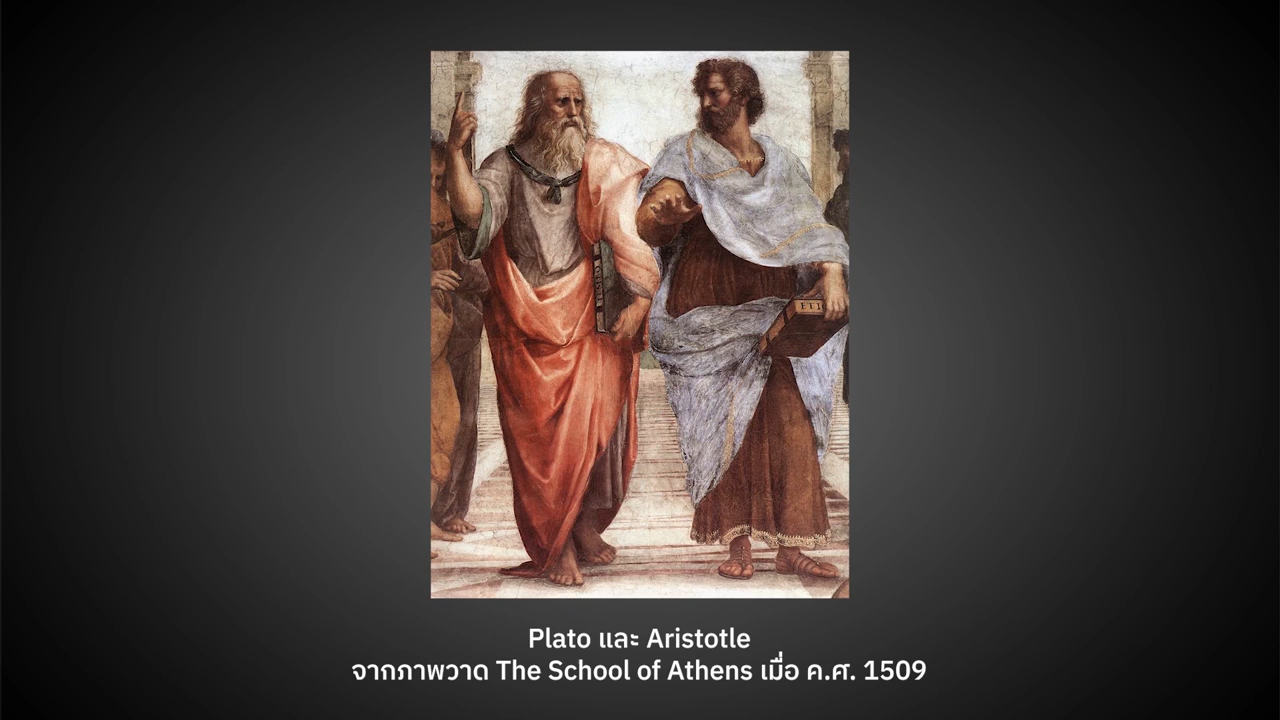 ETIC
Plato และ Aristotle
จากภาพวาด The School of Athens เมื่อ ค.ศ. 1509